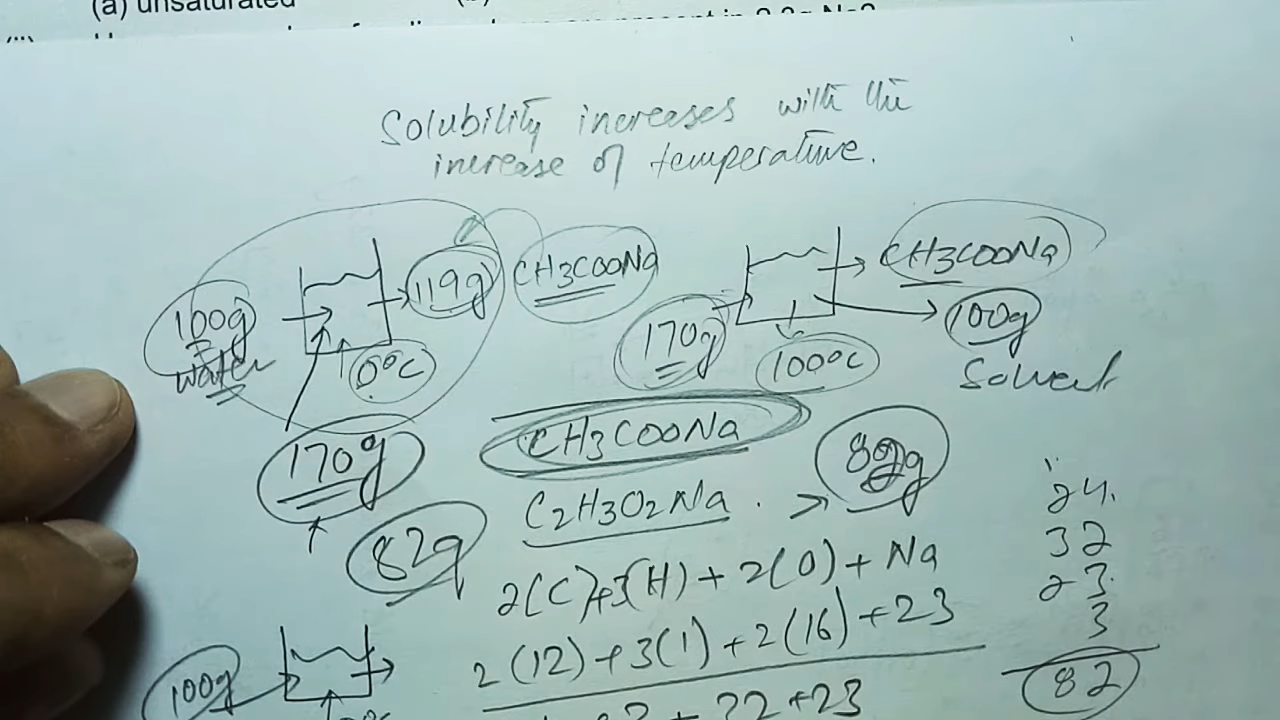 (a) unsaturated
Solubility increases with the
increase of temperature.
100g
water
119g
CH3COONa
0°C
170g
CH3COONa
170g
100°C
100g
Solvent
CH3COONa
82g
C2H3O2Na . >
82g
2(C)+3(H)+2(O)+Na
2(12)+3(1)+2(16)+23
24.
32
23.
3
82
100g
+23